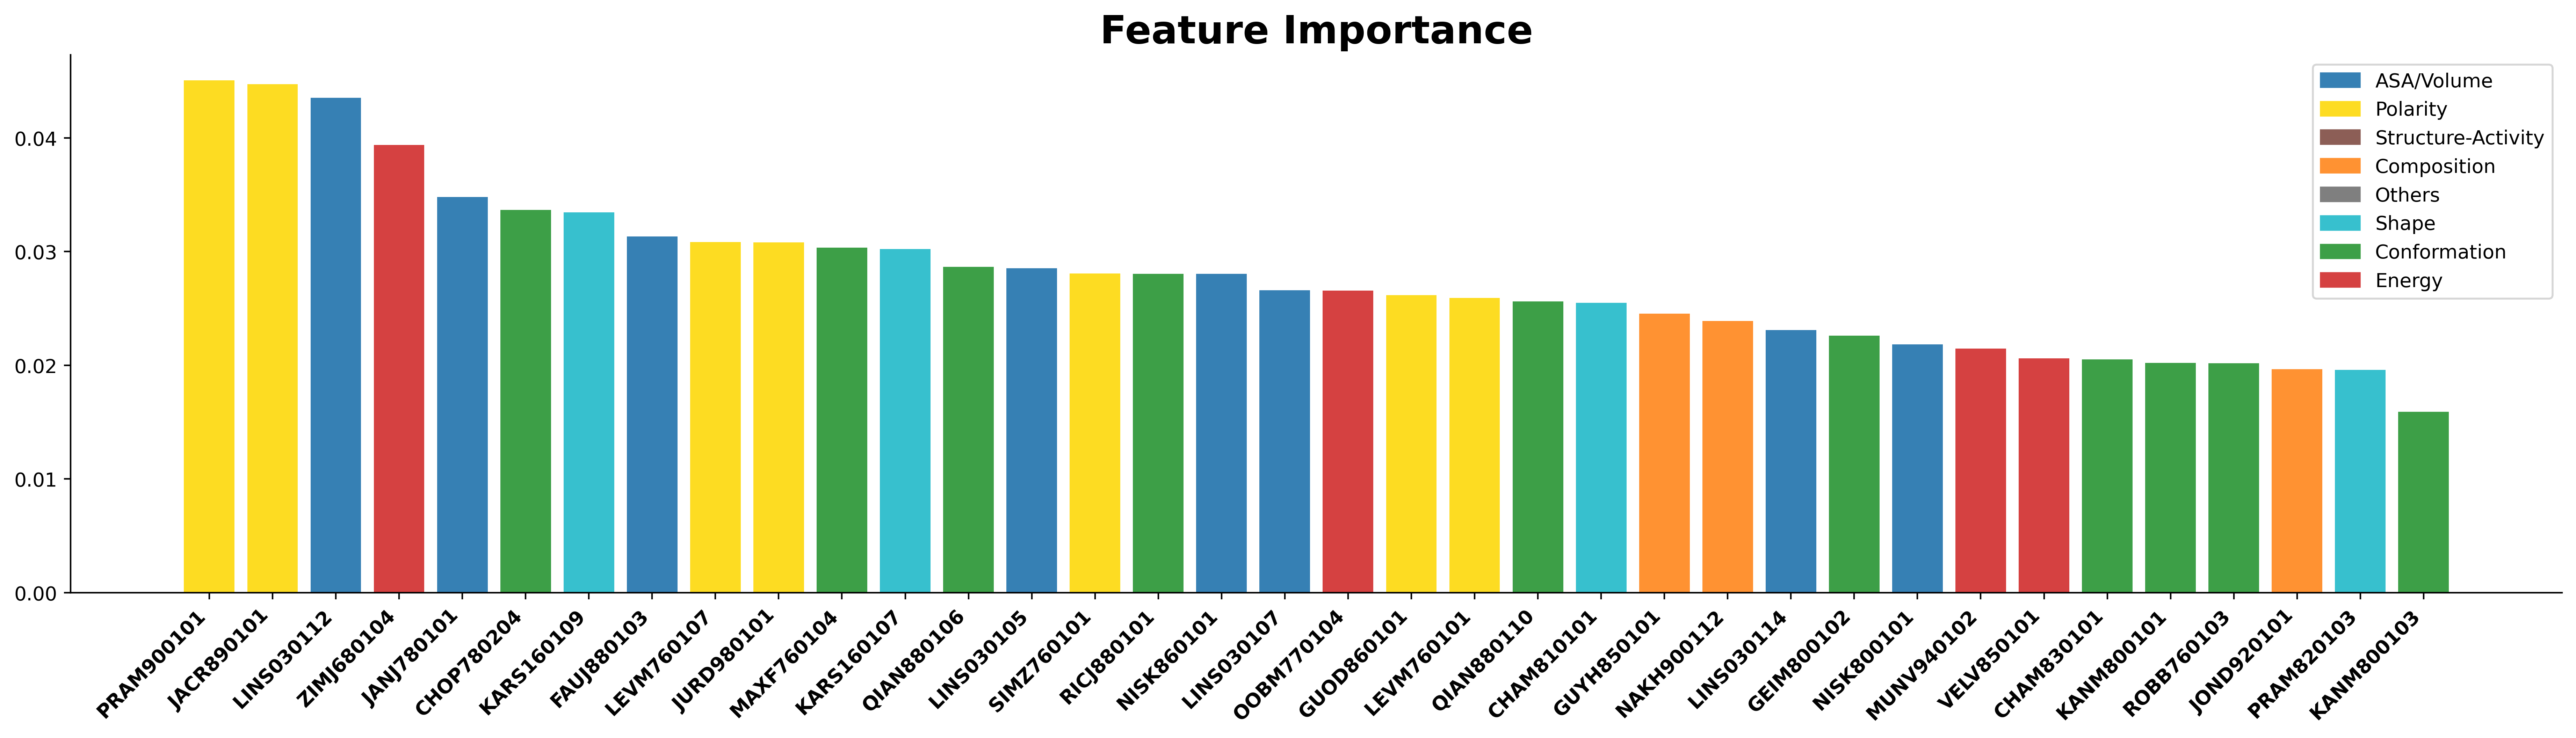 Feature Importance
0.04
0.03
0.02
0.01
0.00
ASA/Volume
Polarity
Structure-Activity
Composition
Others
Shape
Conformation
Energy
PRAM900101
JACR890101
LINS030112
ZIMJ680104
JANJ780101
CHOP780204
KARS160109
FAUJ880103
LEVM760107
JURD980101
MAXF760104
KARS160107
QIAN880106
LINS030105
SIMZ760101
RICJ880101
NISK860101
LINS030107
OOBM770104
GUOD860101
LEVM760101
QIAN880110
CHAM810101
GUYH850101
NAKH900112
LINS030114
GEIM800102
NISK800101
MUNV940102
VELV850101
CHAM830101
KANM800101
ROBB760103
JOND920101
PRAM820103
KANM800103